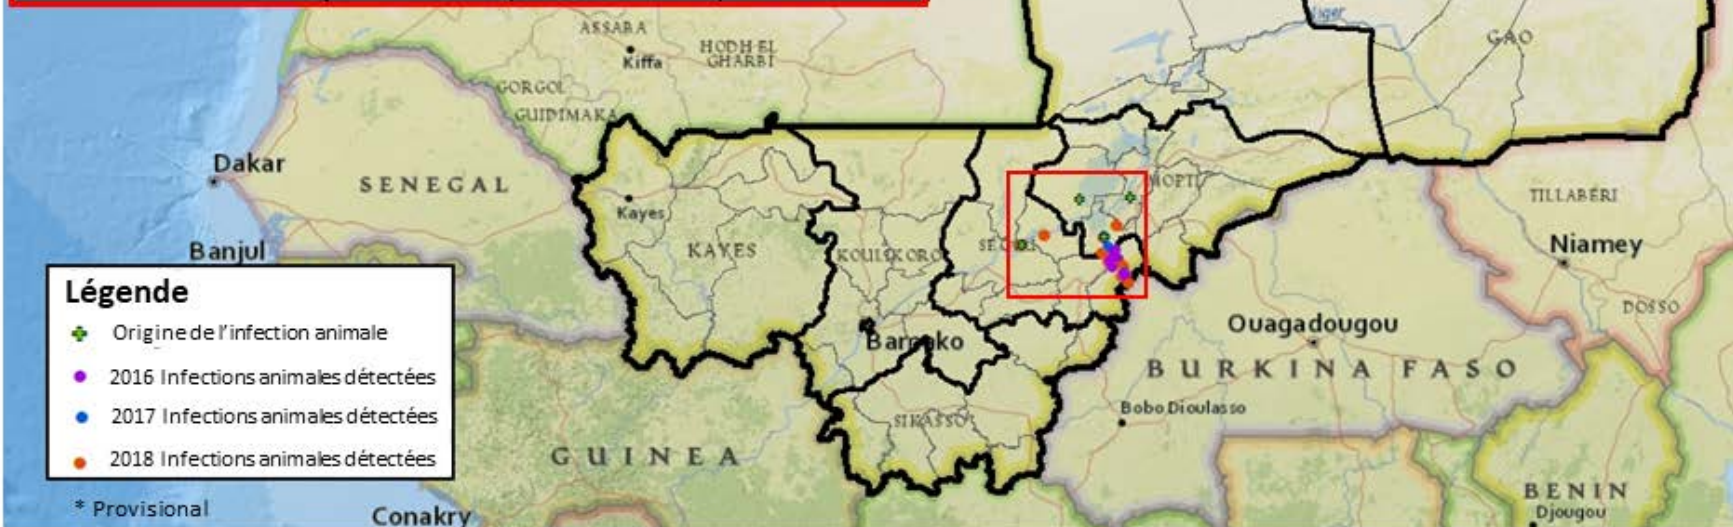 ASSABA
Kiffa
HODH EL
GHARBI
GORGOL
GUIDIMAKA
GAO
Dakar
SENEGAL
Kayes
KAYES
KOULIKORO
MOPTI
TILLABERI
Niamey
DOSSO
Banjul
Légende
Origine de l'infection animale
2016 Infections animales détectées
2017 Infections animales détectées
2018 Infections animales détectées
* Provisional
Bamako
Ouagadougou
BURKINA FASO
Bobo Dioulasso
SIKASSO
GUINEA
Conakry
BENIN
Djougou